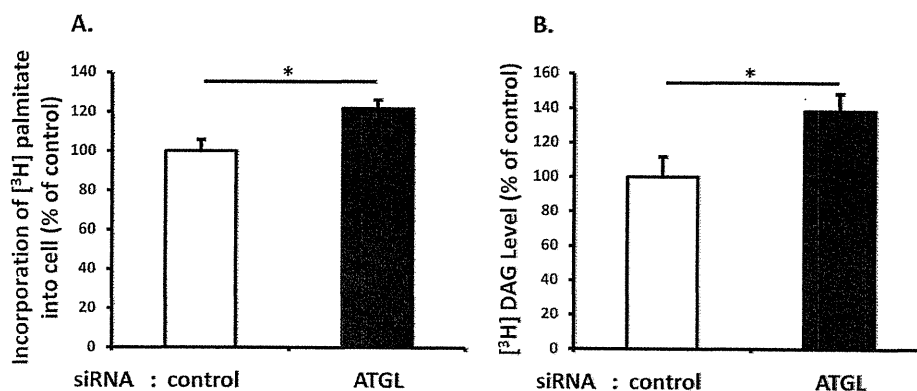 A.
Incorporation of [³H] palmitate
into cell (% of control)
140
120
100
80
60
40
20
0
*
siRNA : control ATGL
B.
[³H] DAG Level (% of control)
160
140
120
100
80
60
40
20
0
*
siRNA : control ATGL